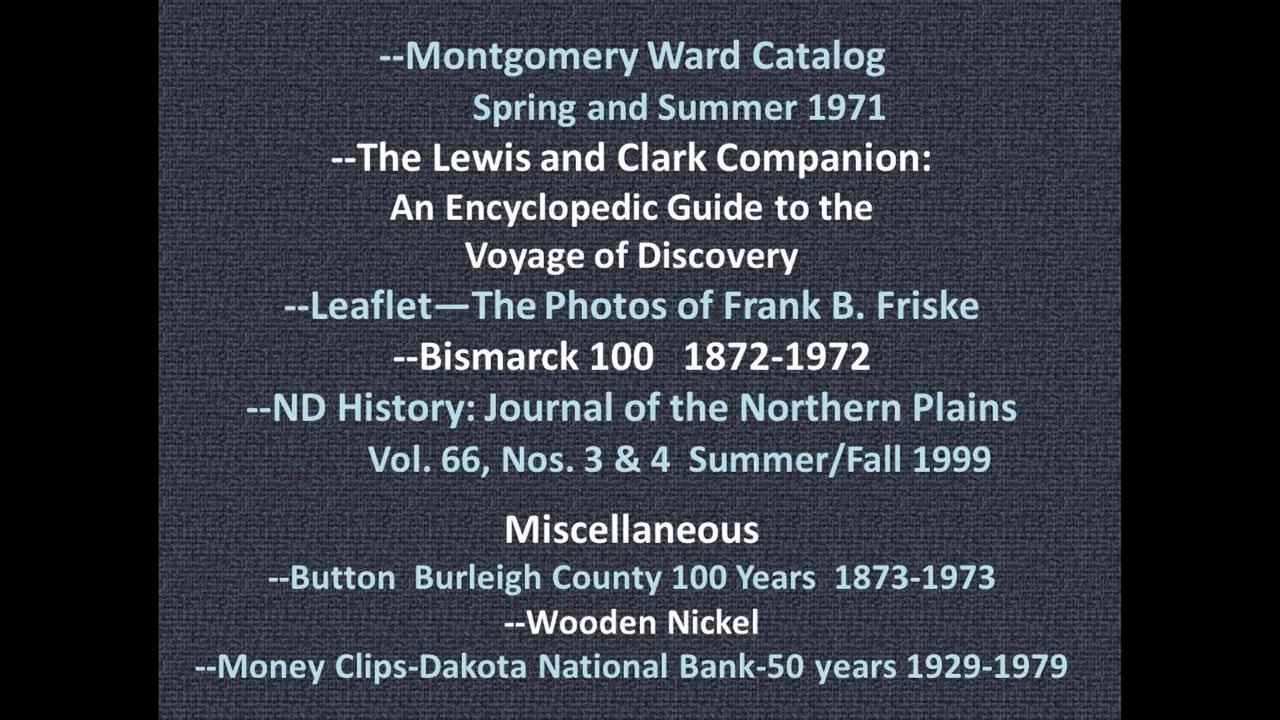 --Montgomery Ward Catalog
Spring and Summer 1971
--The Lewis and Clark Companion:
An Encyclopedic Guide to the
Voyage of Discovery
--Leaflet—The Photos of Frank B. Friske
--Bismarck 100 1872-1972
--ND History: Journal of the Northern Plains
Vol. 66, Nos. 3 & 4 Summer/Fall 1999
Miscellaneous
--Button Burleigh County 100 Years 1873-1973
--Wooden Nickel
--Money Clips-Dakota National Bank-50 years 1929-1979